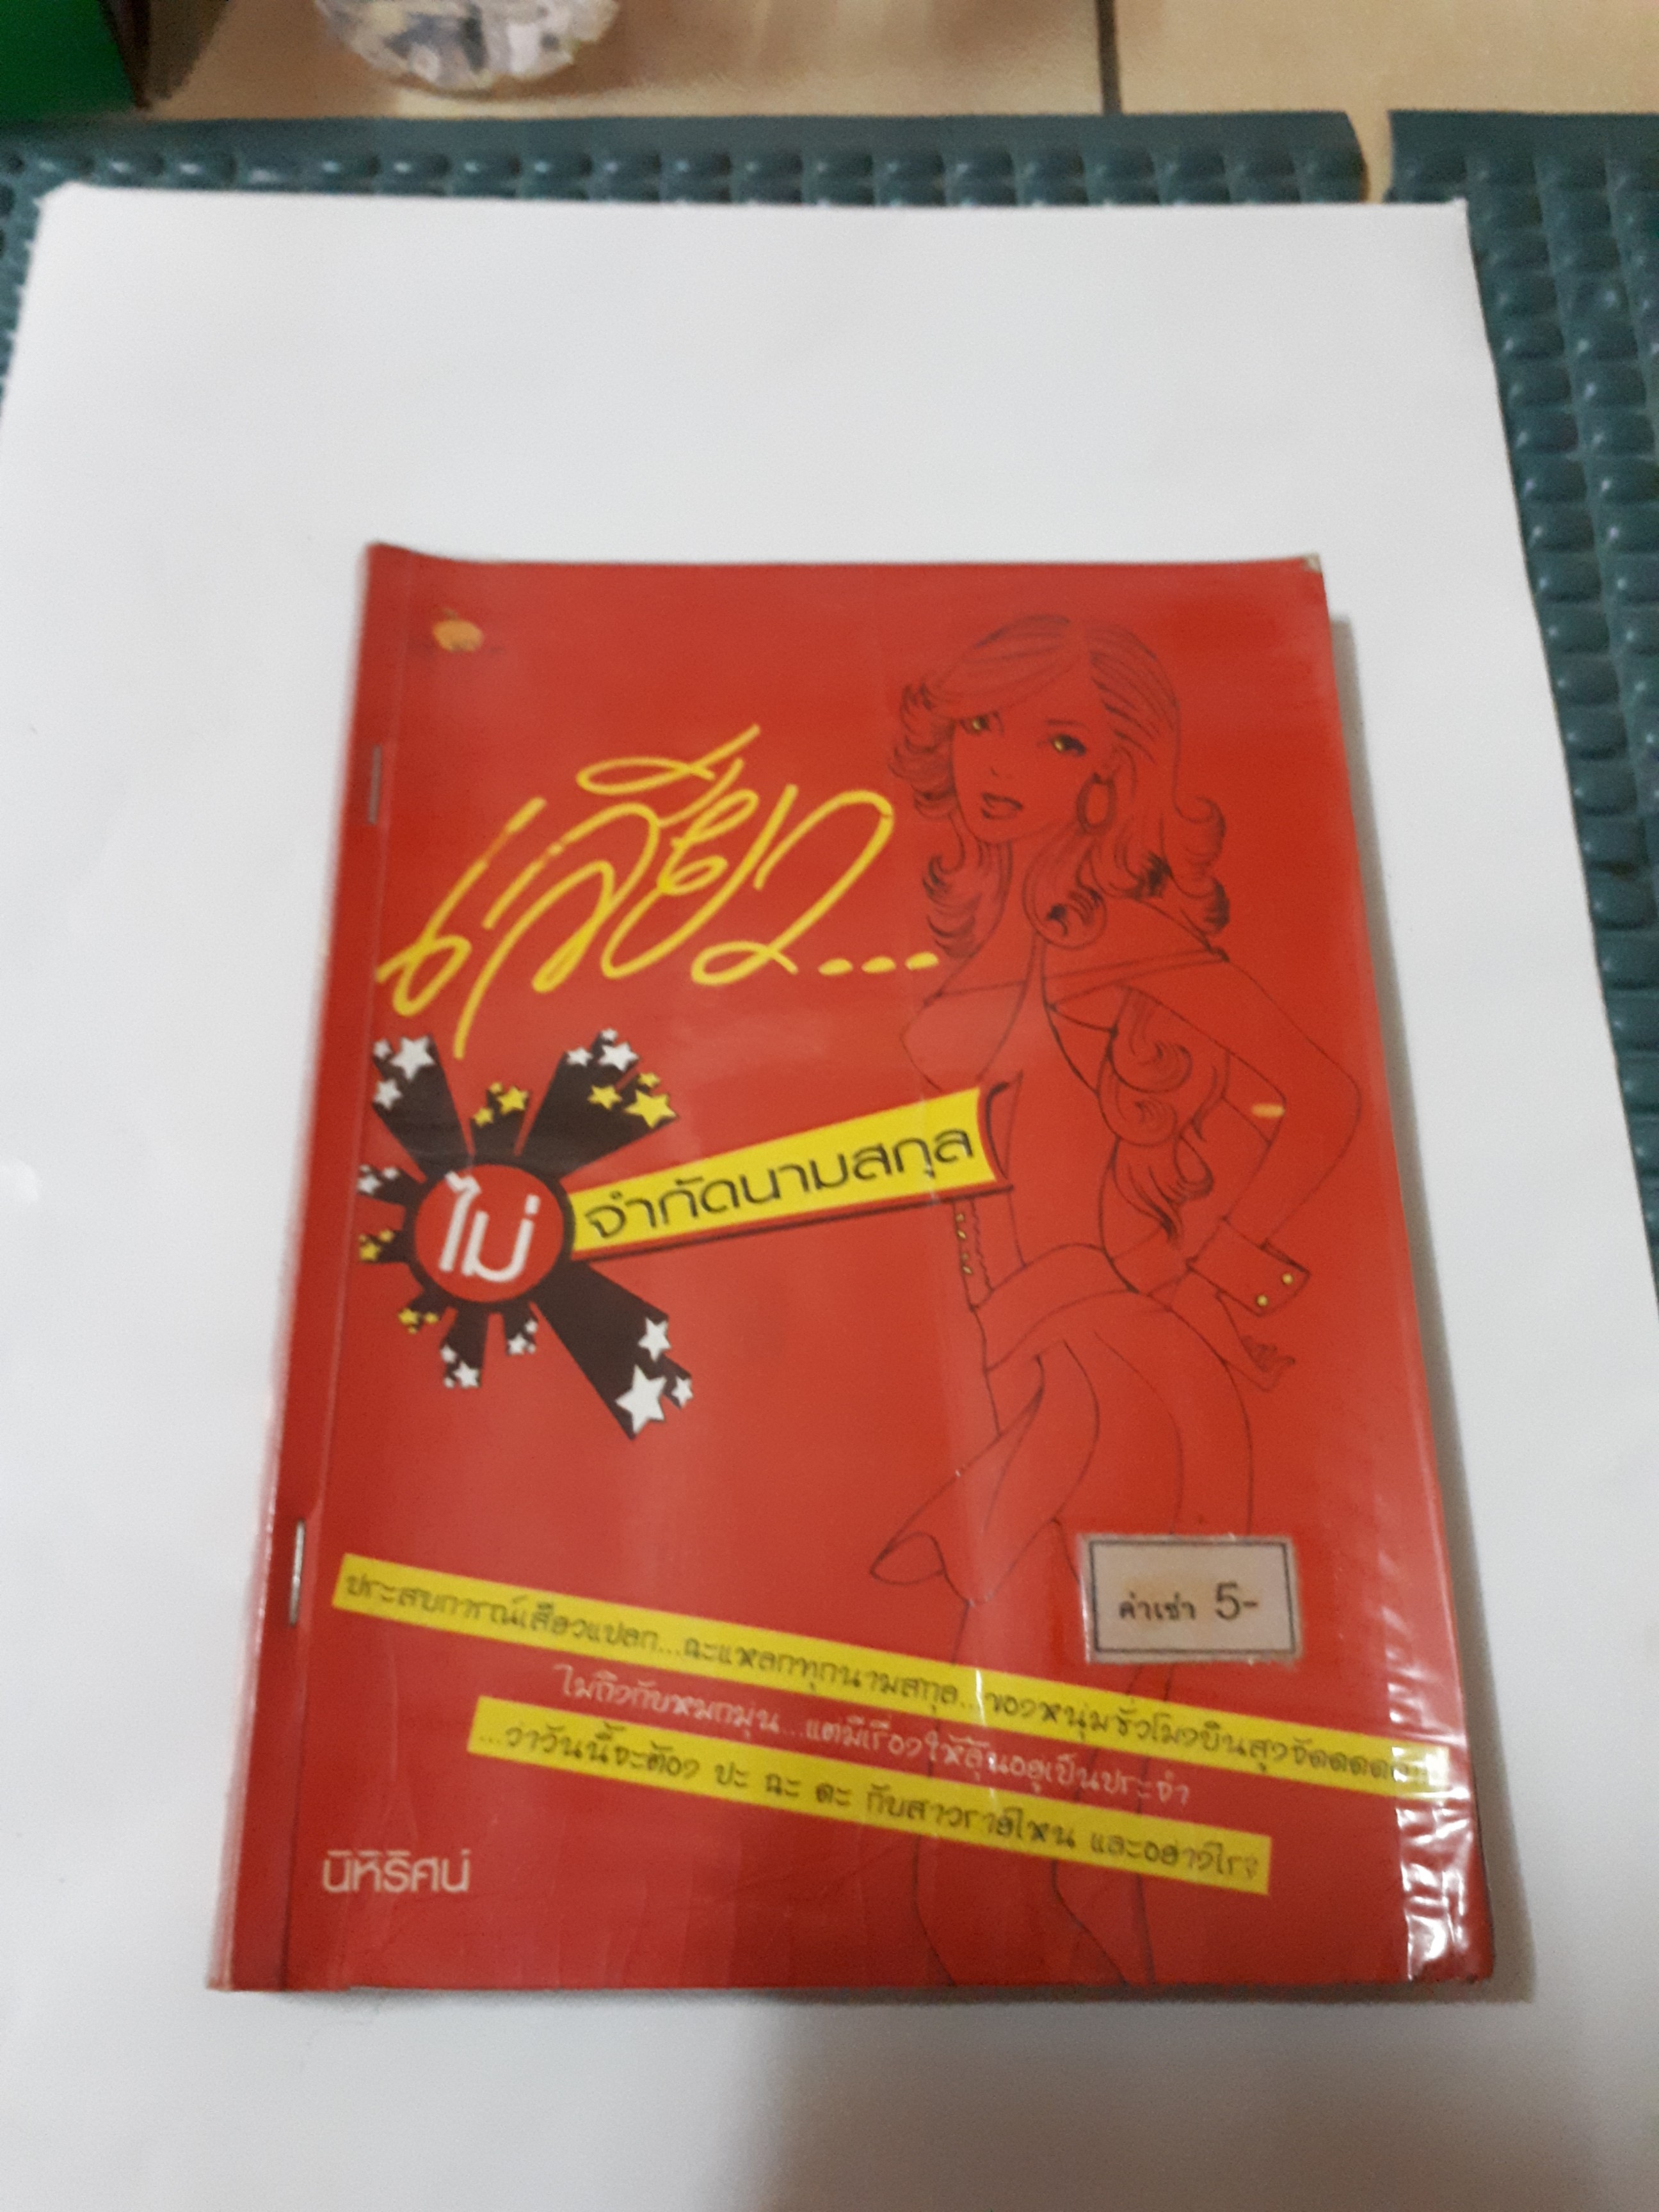 เสียว...
ไม่
จำกัดนามสกุล
ค่าเช่า 5-
ประสบการณ์เสียวแปลก...ฉะแหลกทุกนามสกุล...ของหนุ่มชั่วโมงบินสูงจัดดดด
ไม่ถึงกับหมกมุ่น...แต่มีเรื่องให้ลุ้นอยู่เป็นประจำ
...ว่าวันนี้จะต้อง ปะ ฉะ ดะ กับสาวรายไหน และอย่างไร?
นิหิริศน์